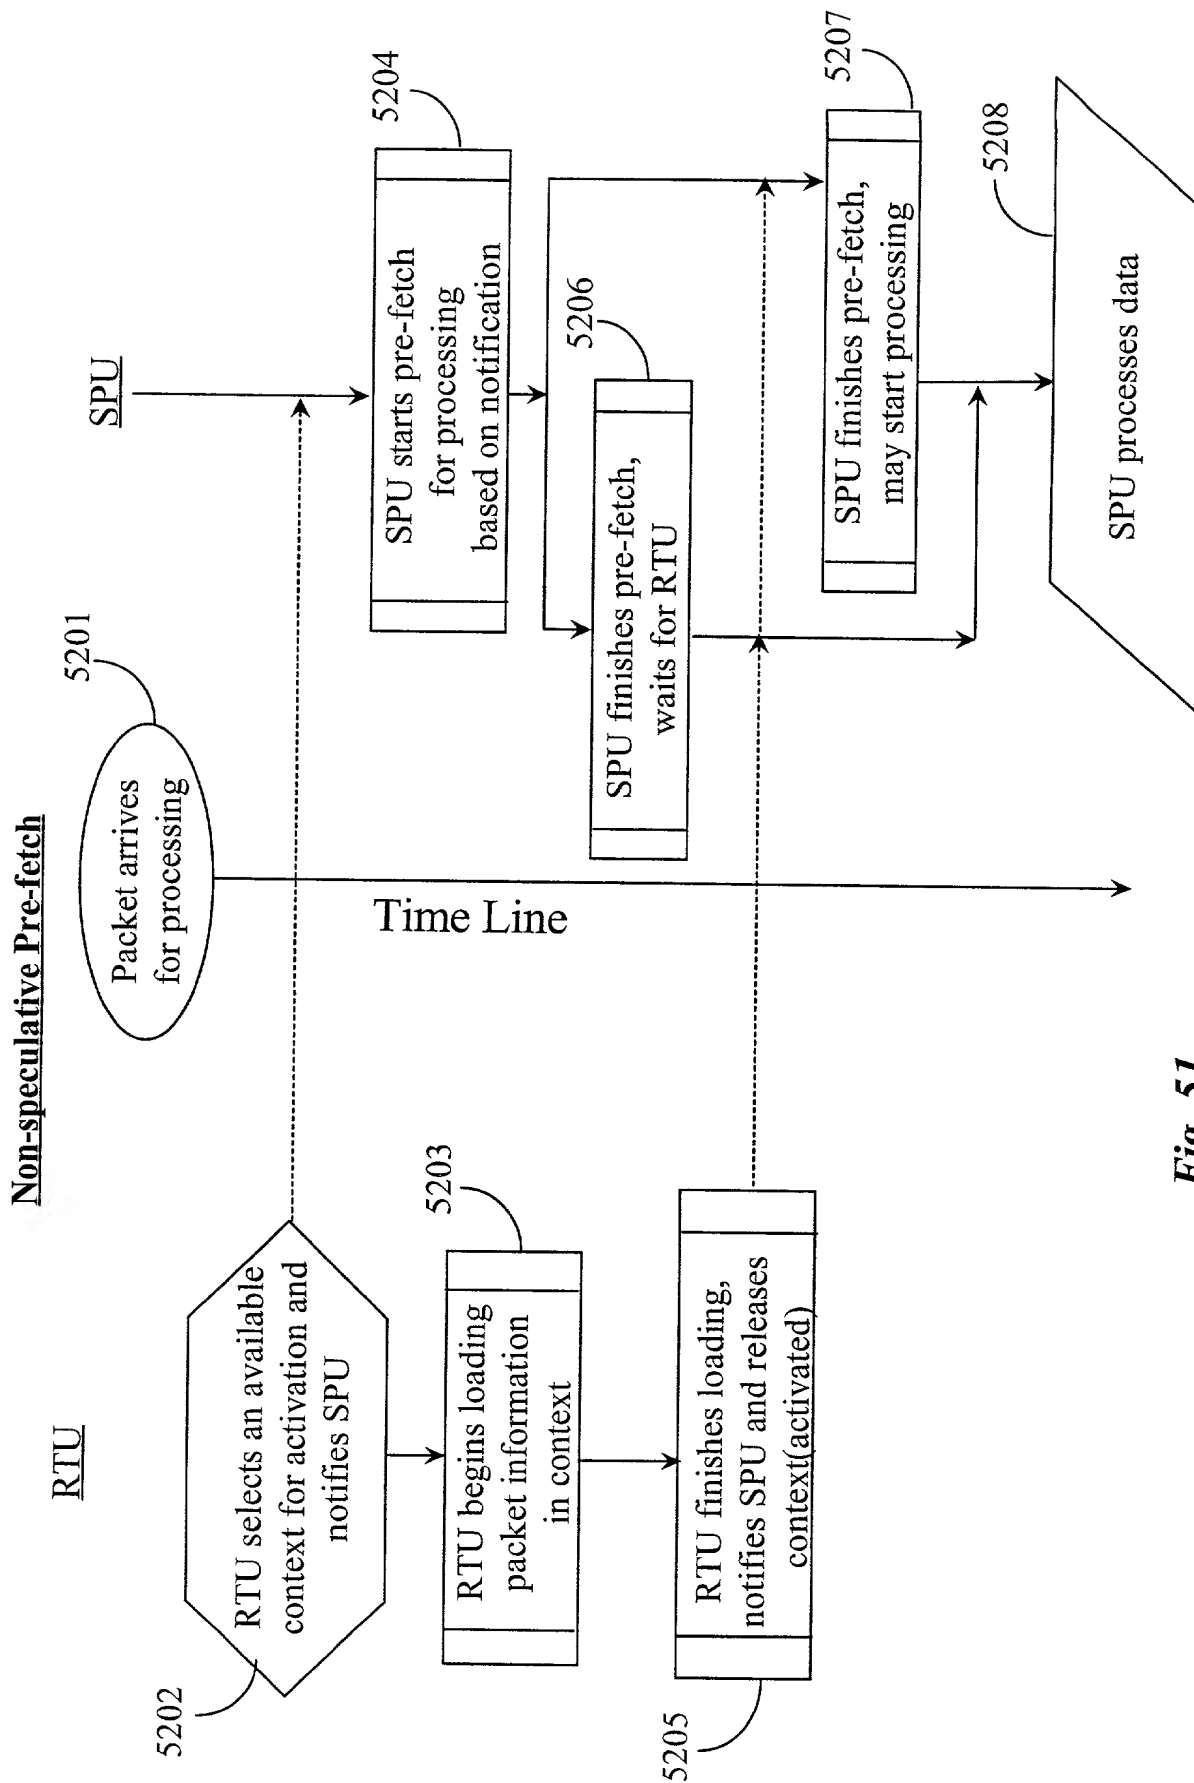 Non-speculative Pre-fetch
RTU
SPU
5201
Packet arrives
for processing
5202
RTU selects an available
context for activation and
notifies SPU
5203
RTU begins loading
packet information
in context
Time Line
5204
SPU starts pre-fetch
for processing
based on notification
5205
RTU finishes loading,
notifies SPU and releases
context(activated)
5206
SPU finishes pre-fetch,
waits for RTU
5207
SPU finishes pre-fetch,
may start processing
5208
SPU processes data
Fig. 51